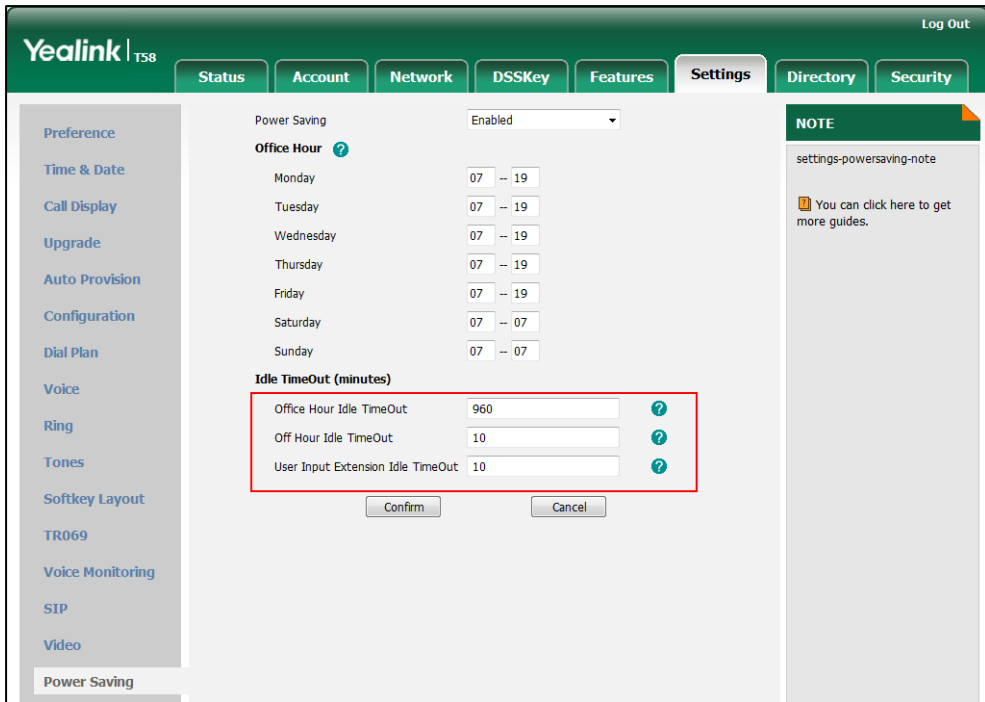 Log Out
Yealink | T58
Status Account Network DSSKey Features Settings Directory Security
Preference
Time & Date
Call Display
Upgrade
Auto Provision
Configuration
Dial Plan
Voice
Ring
Tones
Softkey Layout
TR069
Voice Monitoring
SIP
Video
Power Saving
Power Saving Enabled
Office Hour ?
Monday 07 -- 19
Tuesday 07 -- 19
Wednesday 07 -- 19
Thursday 07 -- 19
Friday 07 -- 19
Saturday 07 -- 07
Sunday 07 -- 07
Idle TimeOut (minutes)
Office Hour Idle TimeOut 960 ?
Off Hour Idle TimeOut 10 ?
User Input Extension Idle TimeOut 10 ?
Confirm Cancel
NOTE
settings-powersaving-note
? You can click here to get
more guides.